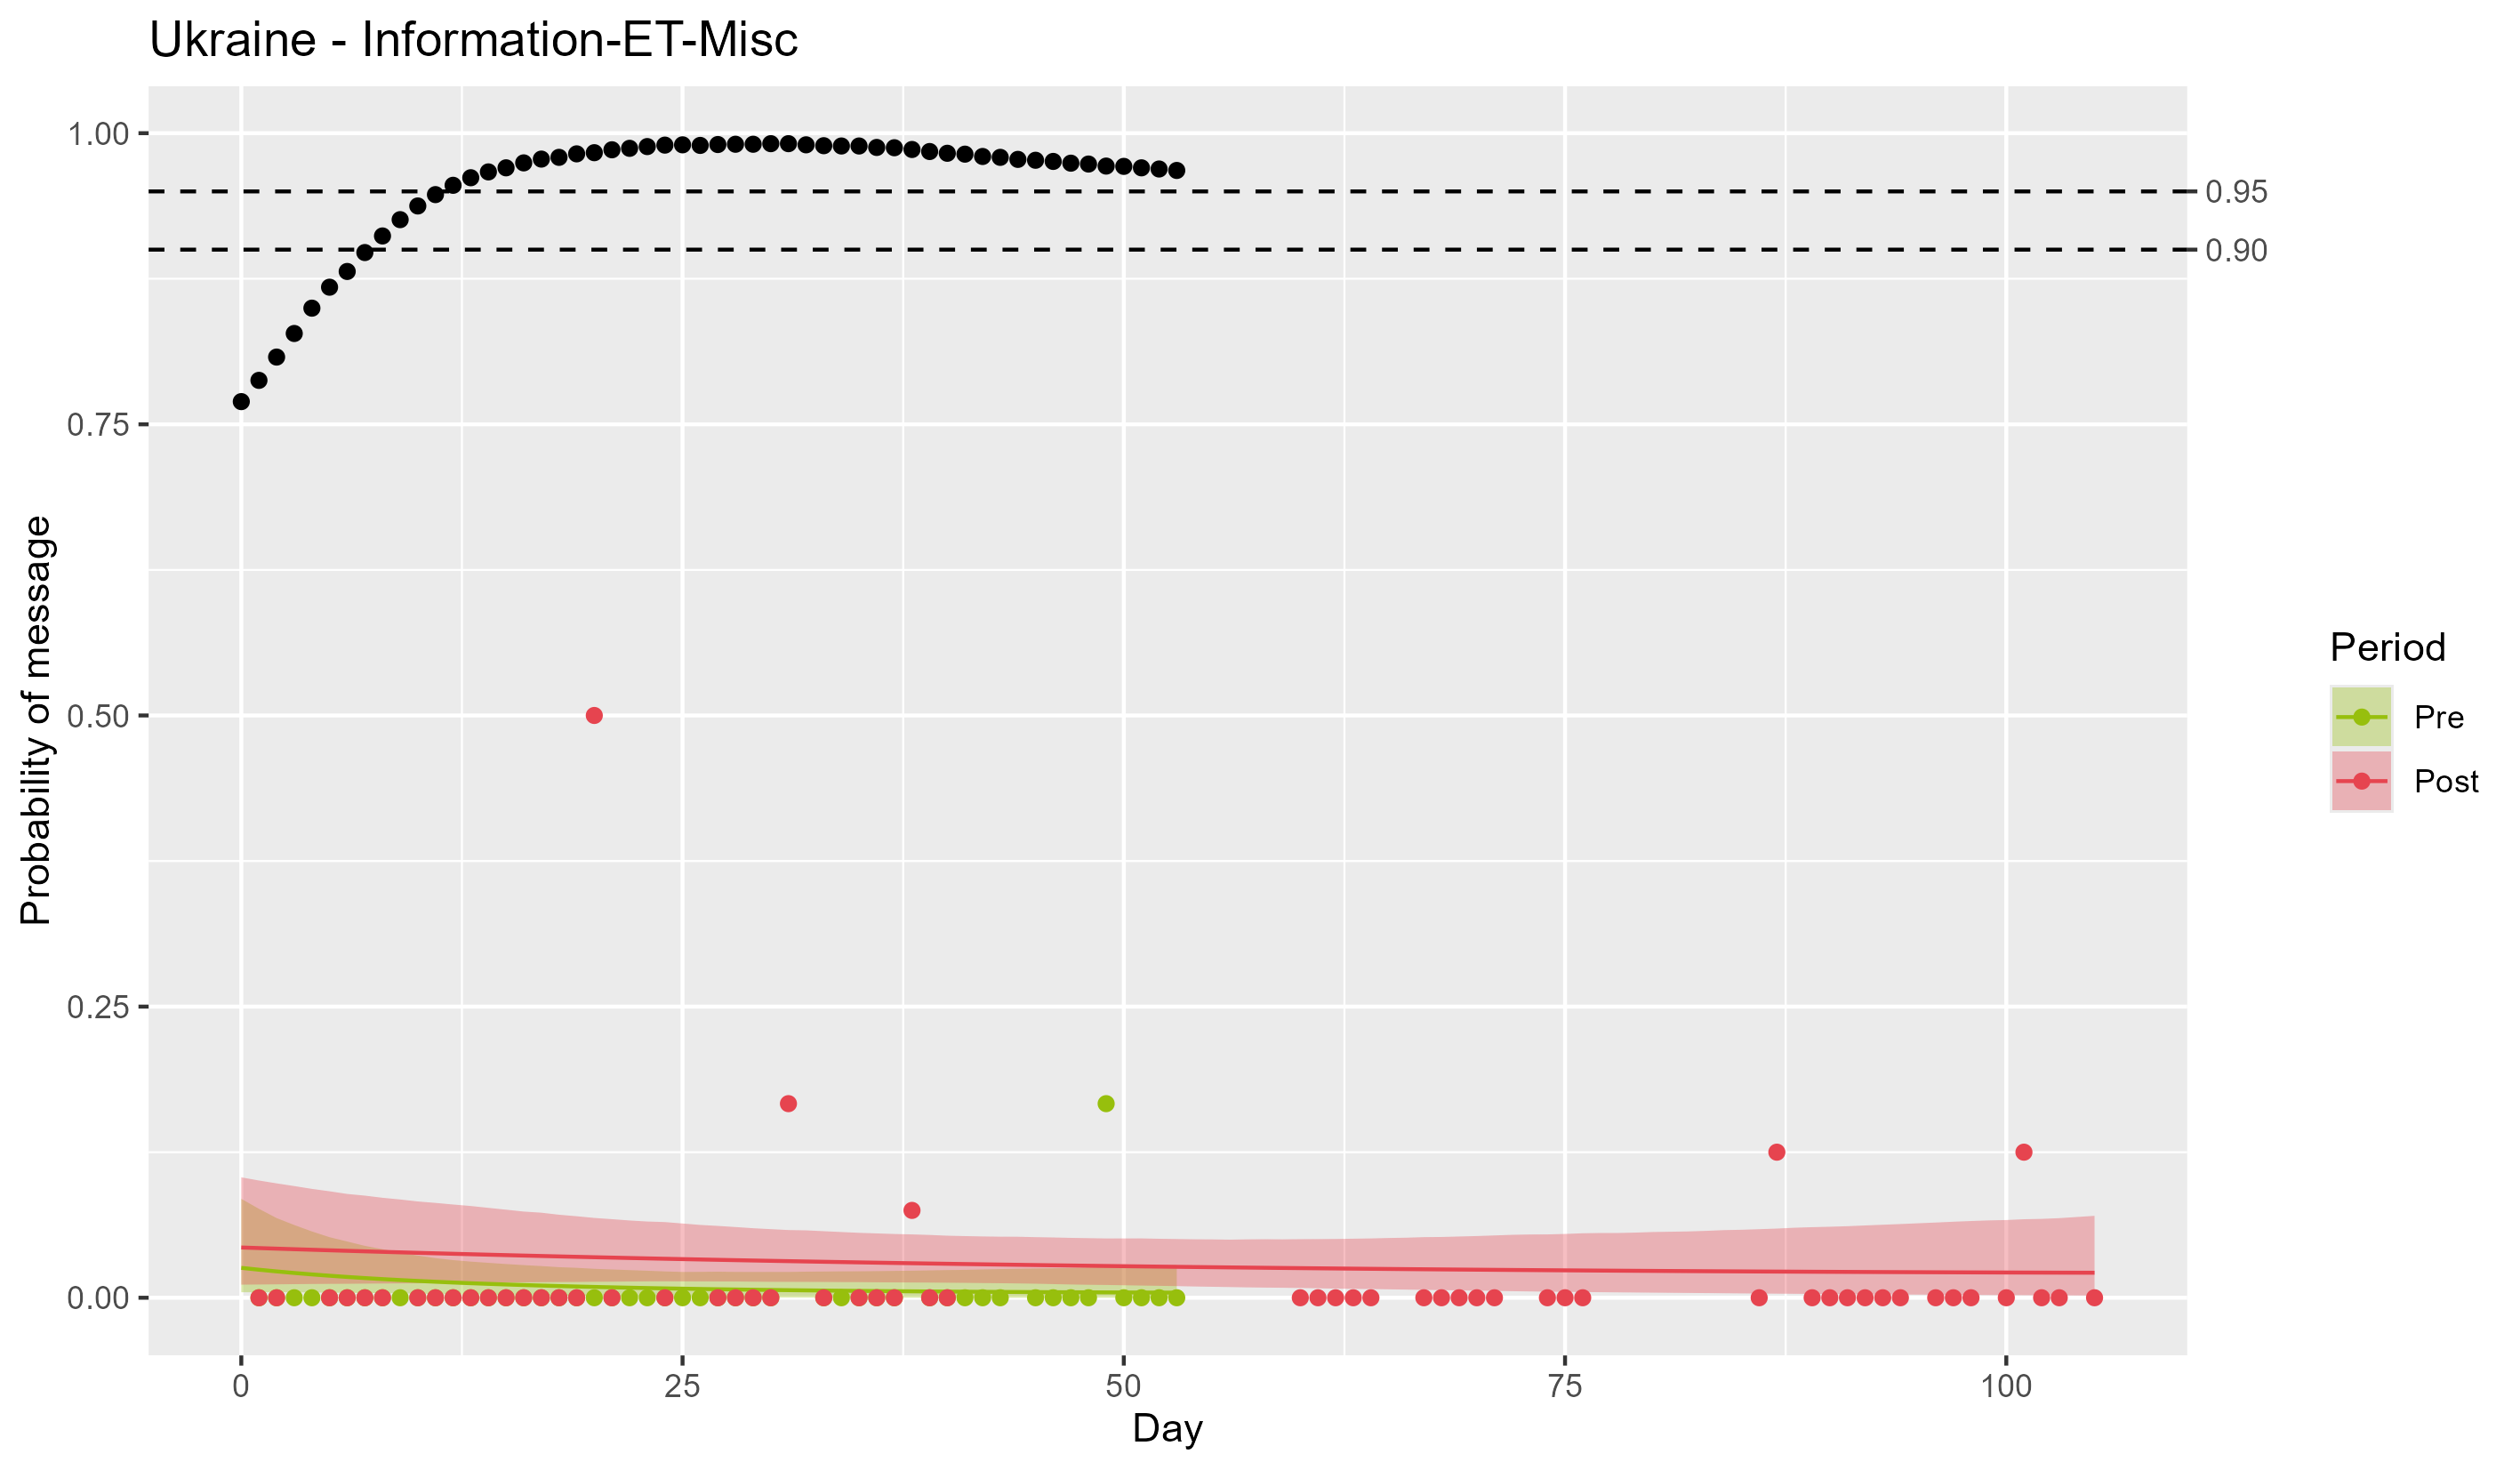 Ukraine - Information-ET-Misc
Probability of message
1.00
0.75
0.50
0.25
0.00
0.95
0.90
0
25
50
75
100
Day
Period
Pre
Post